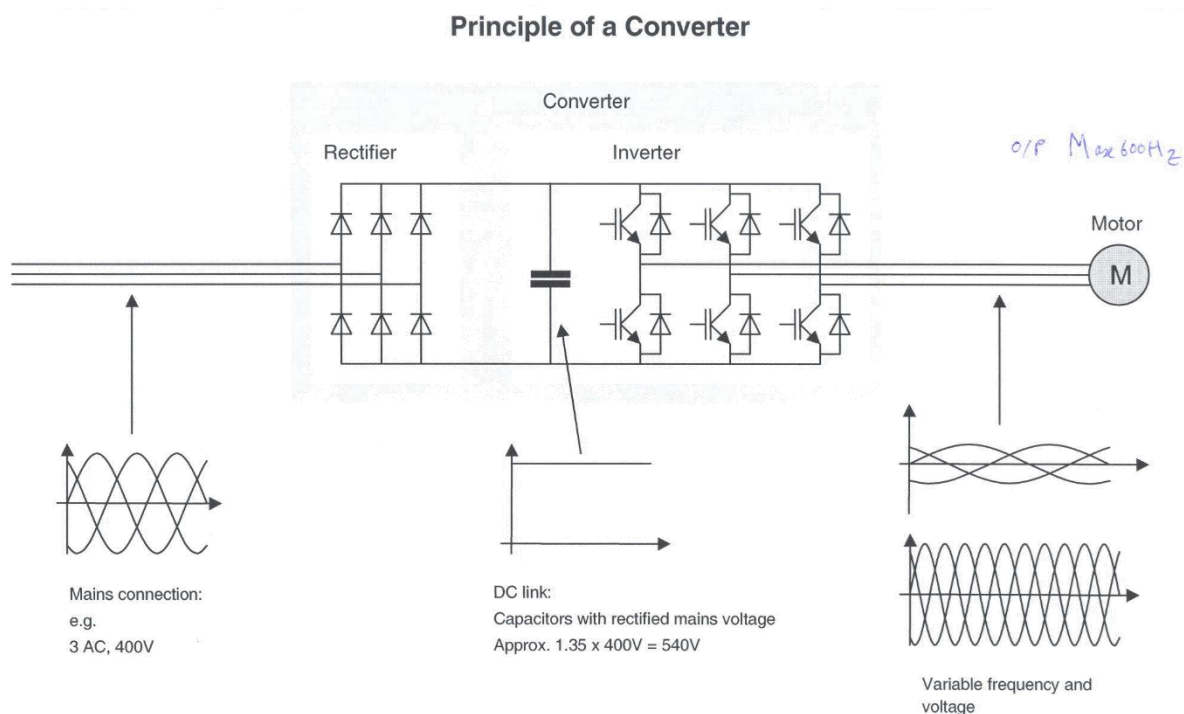 Principle of a Converter
Converter
Rectifier
Inverter
O/P Max 600Hz
Motor
M
Mains connection:
e.g.
3 AC, 400V
DC link:
Capacitors with rectified mains voltage
Approx. 1.35 x 400V = 540V
Variable frequency and
voltage